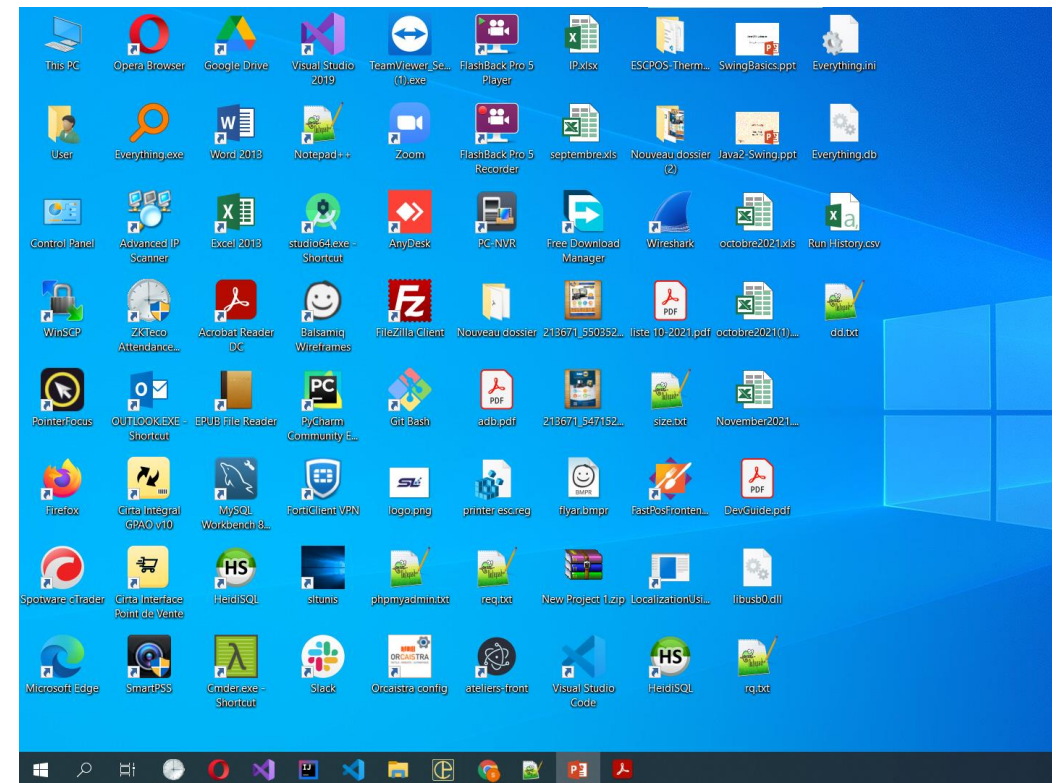 This PC
Opera Browser
Google Drive
Visual Studio
2019
TeamViewer_Se...
(1).exe
FlashBack Pro 5
Player
IP.xlsx
ESCPOS-Therm...
SwingBasics.ppt
Everything.ini
User
Everything.exe
Word 2013
Notepad++
Zoom
FlashBack Pro 5
Recorder
septembre.xls
Nouveau dossier
(2)
Java2-Swing.ppt
Everything.db
Control Panel
Advanced IP
Scanner
Excel 2013
studio64.exe -
Shortcut
AnyDesk
PC-NVR
Free Download
Manager
Wireshark
octobre2021.xls
Run History.csv
WinSCP
ZKTeco
Attendance...
Acrobat Reader
DC
Balsamiq
Wireframes
FileZilla Client
Nouveau dossier
213671_550352...
PDF
liste 10-2021.pdf
octobre2021(1)....
dd.txt
PointerFocus
OUTLOOK.EXE -
Shortcut
EPUB File Reader
PC
PyCharm
Community E...
Git Bash
PDF
adb.pdf
213671_547152...
size.txt
November2021....
Firefox
Cirta Integral
GPAO v10
MySQL
Workbench 8...
FortiClient VPN
logo.png
printer esc.reg
BMPR
flyar.bmpr
FastPosFronten...
PDF
DevGuide.pdf
Spotware cTrader
Cirta Interface
Point de Vente
HS
HeidiSQL
sltunis
phpmyadmin.txt
req.txt
New Project 1.zip
LocalizationUsi...
libusb0.dll
Microsoft Edge
SmartPSS
Cmder.exe -
Shortcut
Slack
ORCAISTRA
Orcaistra config
ateliers-front
Visual Studio
Code
HS
HeidiSQL
rq.txt